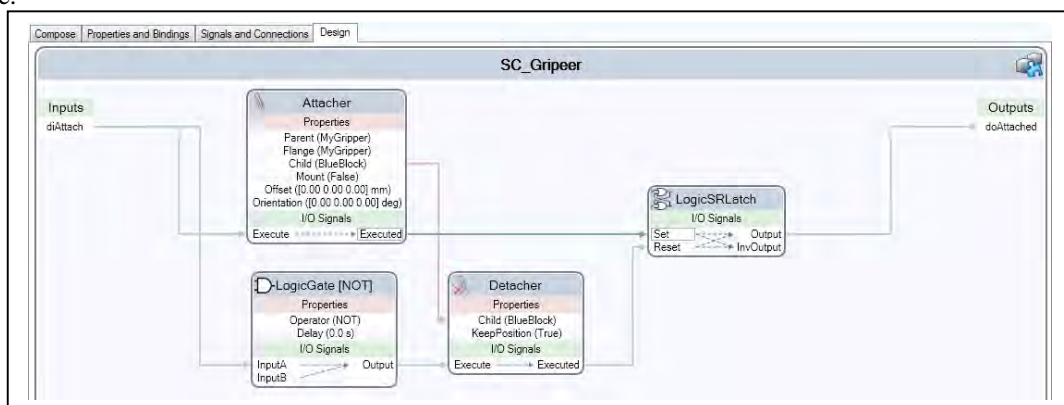 c.
Compose Properties and Bindings Signals and Connections Design
SC_Gripeer
Inputs
diAttach
Outputs
doAttached
Attacher
Properties
Parent (MyGripper)
Flange (MyGripper)
Child (BlueBlock)
Mount (False)
Offset ([0.00 0.00 0.00] mm)
Orientation ([0.00 0.00 0.00] deg)
I/O Signals
Execute Executed
LogicSRLatch
I/O Signals
Set Output
Reset InvOutput
LogicGate [NOT]
Properties
Operator (NOT)
Delay (0.0 s)
I/O Signals
InputA Output
InputB
Detacher
Properties
Child (BlueBlock)
KeepPosition (True)
I/O Signals
Execute Executed